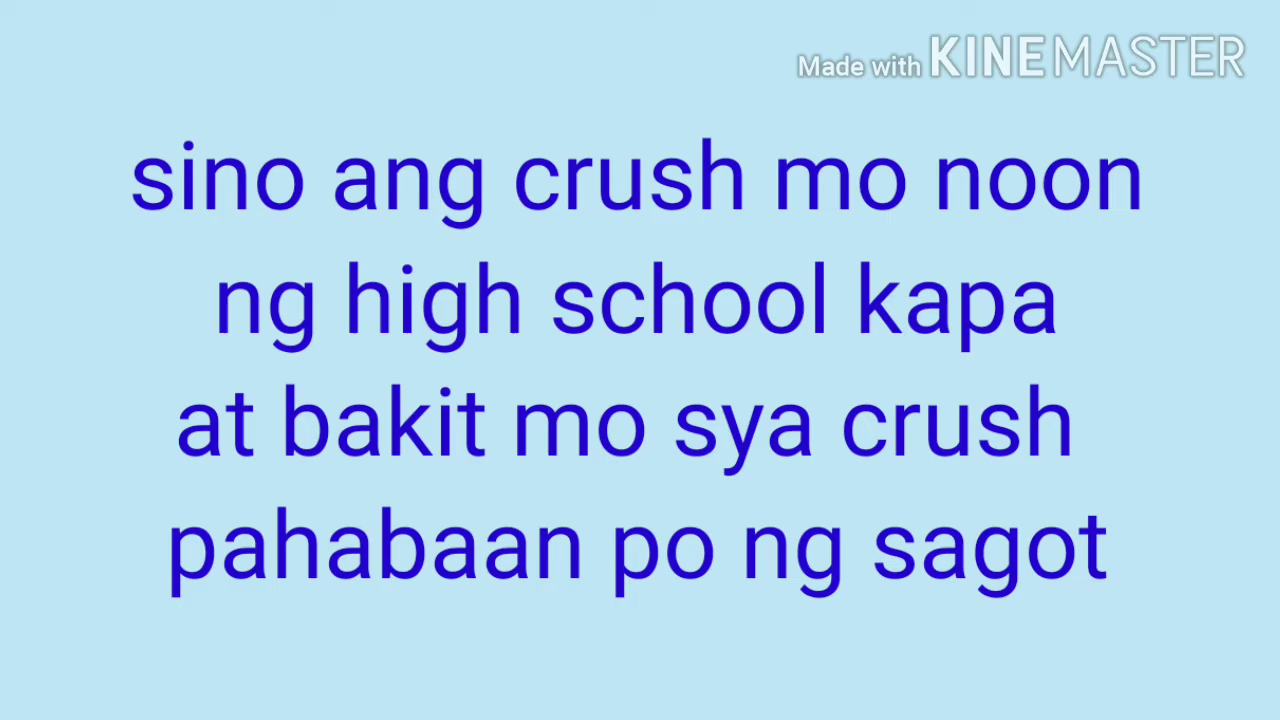 Made with KINEMASTER
sino ang crush mo noon
ng high school kapa
at bakit mo sya crush
pahabaan po ng sagot